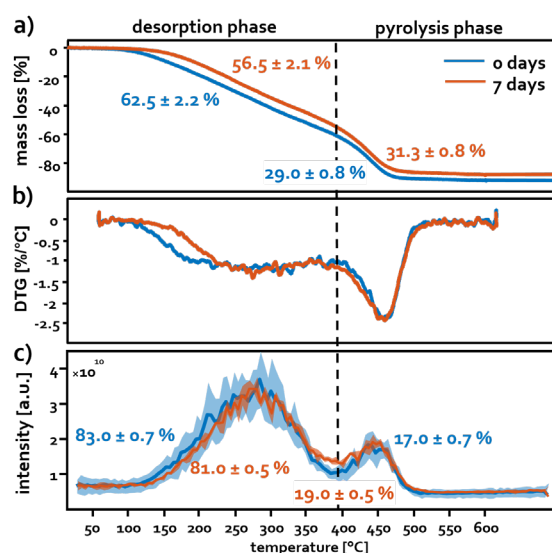 desorption phase pyrolysis phase
a)
mass loss [%]
0
-20
-40
-60
-80
56.5 ± 2.1 %
62.5 ± 2.2 %
0 days
7 days
31.3 ± 0.8 %
29.0 ± 0.8 %
b)
DTG [%/°C]
0
-0.5
-1
-1.5
-2
-2.5
c)
intensity [a.u.]
×10¹⁰
4
3
2
1
83.0 ± 0.7 %
81.0 ± 0.5 %
17.0 ± 0.7 %
19.0 ± 0.5 %
50 100 150 200 250 300 350 400 450 500 550 600
temperature [°C]